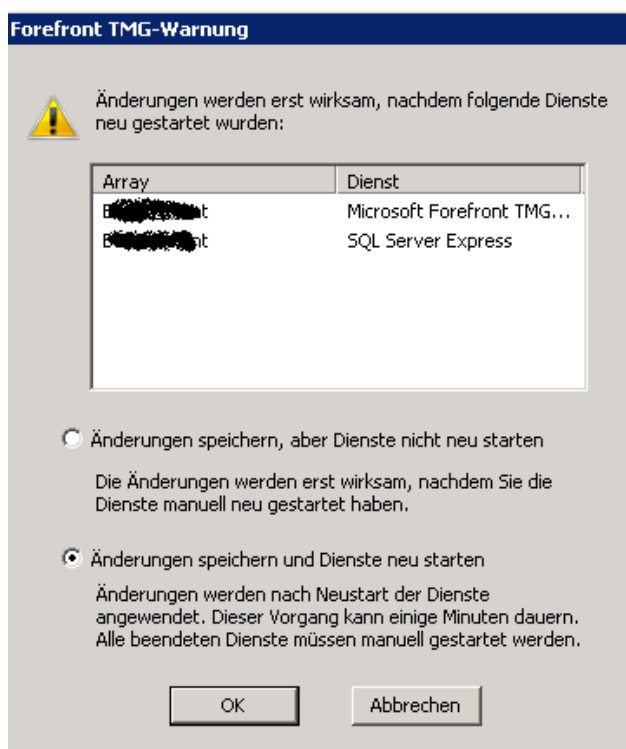 Forefront TMG-Warnung
Änderungen werden erst wirksam, nachdem folgende Dienste
neu gestartet wurden:
Array Dienst
Microsoft Forefront TMG...
SQL Server Express
Änderungen speichern, aber Dienste nicht neu starten
Die Änderungen werden erst wirksam, nachdem Sie die
Dienste manuell neu gestartet haben.
Änderungen speichern und Dienste neu starten
Änderungen werden nach Neustart der Dienste
angewendet. Dieser Vorgang kann einige Minuten dauern.
Alle beendeten Dienste müssen manuell gestartet werden.
OK Abbrechen